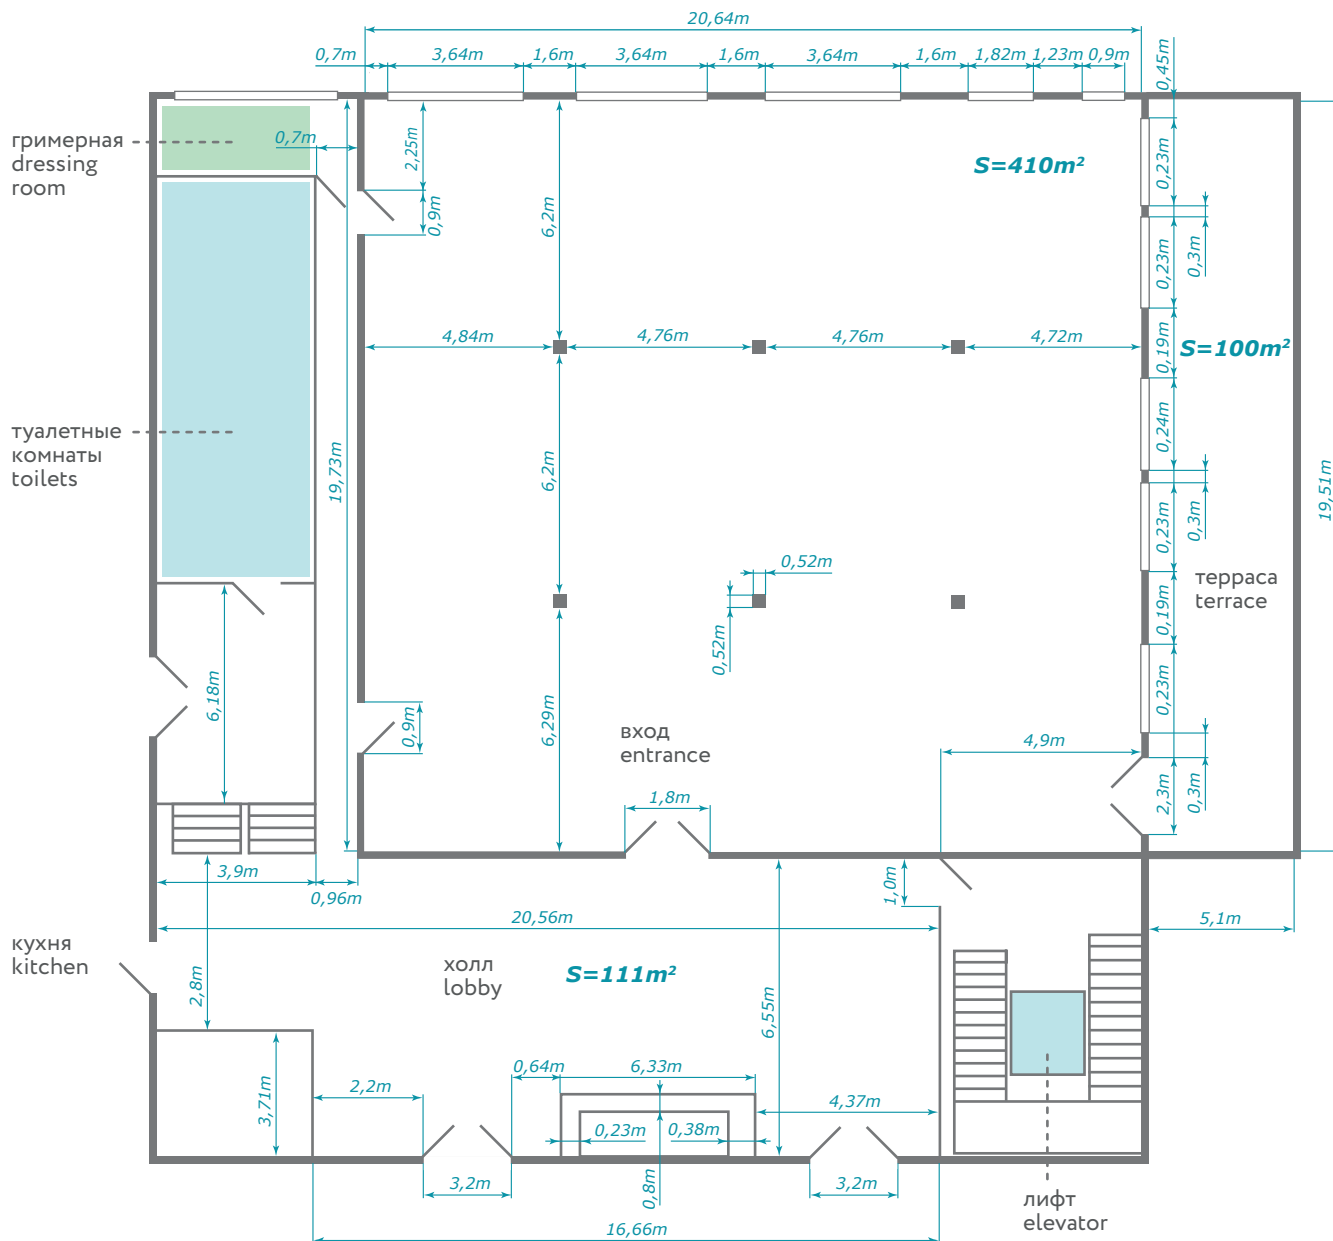 20,64m
0,7m
3,64m
1,6m
3,64m
1,6m
3,64m
1,6m
1,82m
1,23m
0,9m
0,45m
гримерная
dressing
room
0,7m
2,25m
0,9m
6,2m
S=410m²
0,23m
0,3m
0,23m
4,84m
4,76m
4,76m
4,72m
0,19m
S=100m²
туалетные
комнаты
toilets
19,73m
6,2m
0,24m
0,3m
0,23m
19,51m
0,52m
0,52m
терраса
terrace
0,19m
6,18m
0,9m
6,29m
вход
entrance
0,23m
4,9m
1,8m
2,3m
0,3m
3,9m
0,96m
1,0m
20,56m
5,1m
кухня
kitchen
2,8m
холл
lobby
S=111m²
6,55m
3,71m
2,2m
0,64m
6,33m
4,37m
0,23m
0,38m
0,8m
3,2m
3,2m
16,66m
лифт
elevator